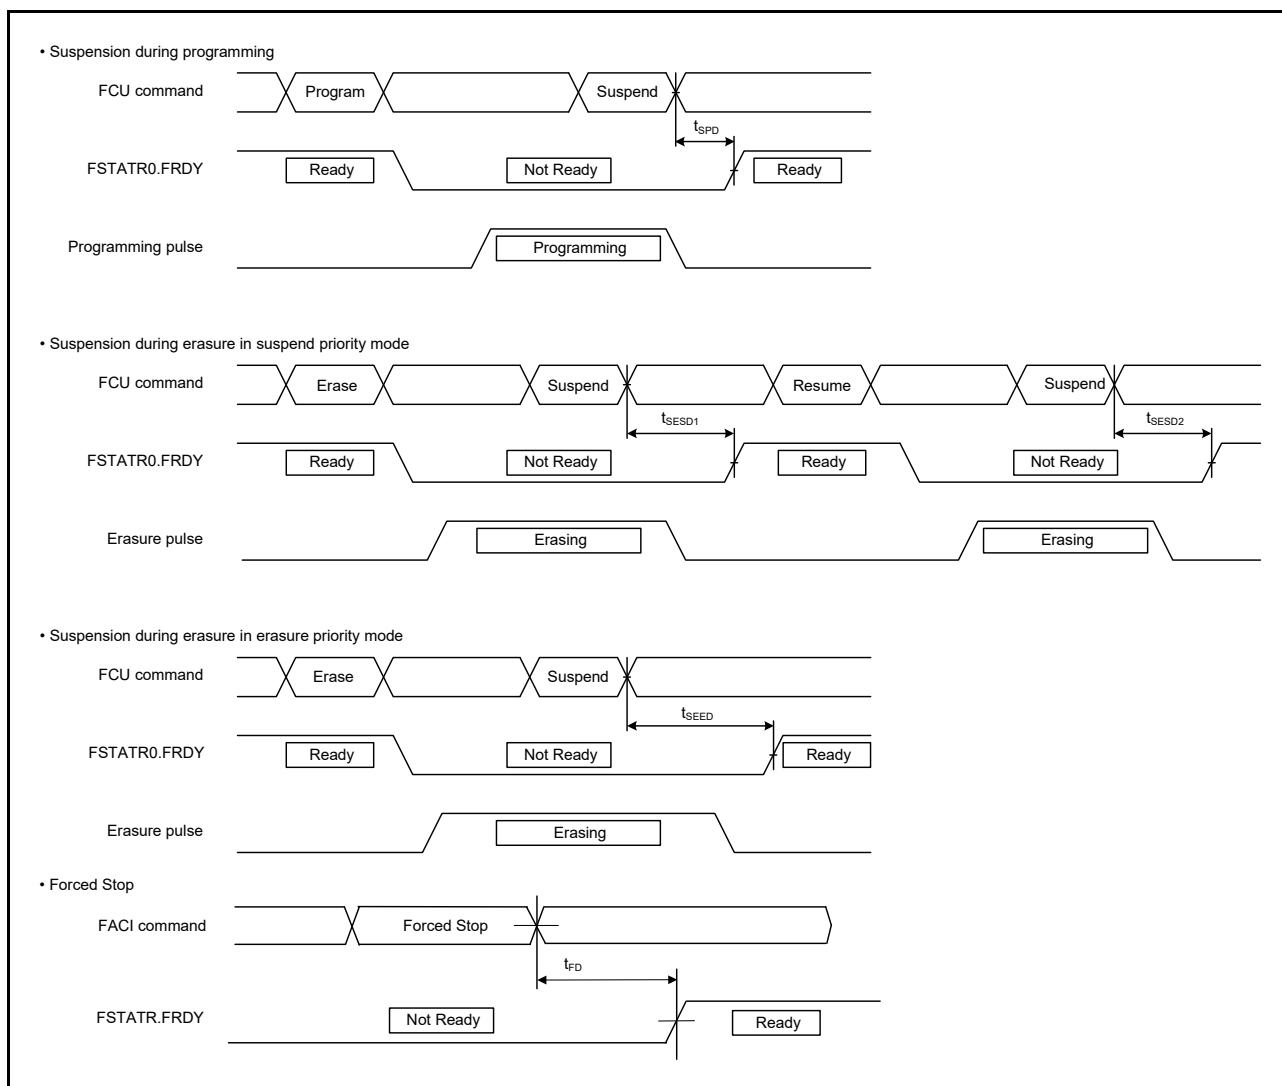 • Suspension during programming
FCU command Program Suspend
tSPD
FSTATR0.FRDY Ready Not Ready Ready
Programming pulse Programming
• Suspension during erasure in suspend priority mode
FCU command Erase Suspend Resume Suspend
tSESD1 tSESD2
FSTATR0.FRDY Ready Not Ready Ready Not Ready
Erasure pulse Erasing Erasing
• Suspension during erasure in erasure priority mode
FCU command Erase Suspend
tSEED
FSTATR0.FRDY Ready Not Ready Ready
Erasure pulse Erasing
• Forced Stop
FACI command Forced Stop
tFD
FSTATR.FRDY Not Ready Ready